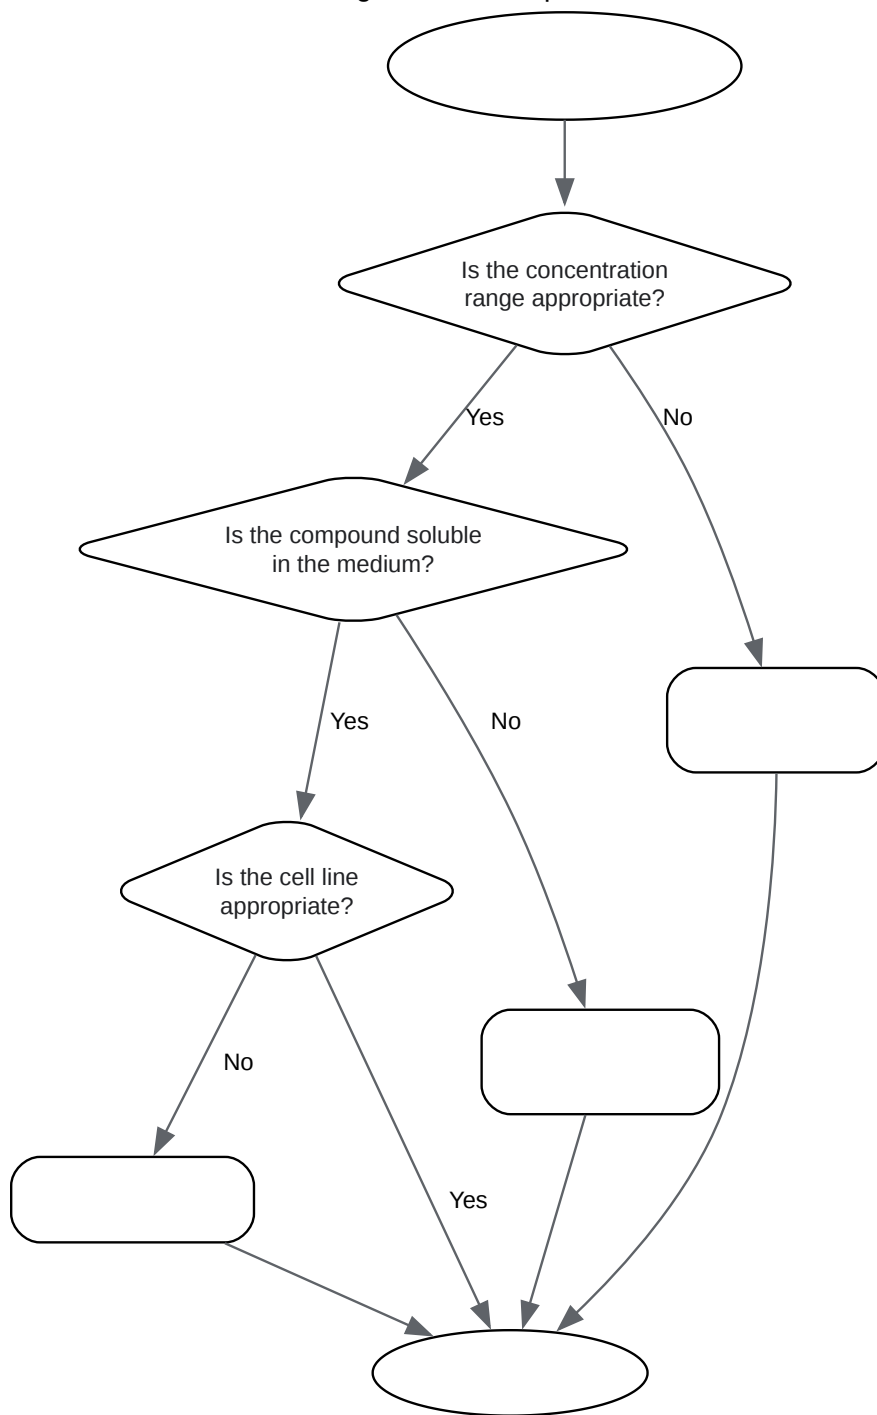 Is the concentration
range appropriate?
Yes
No
Is the compound soluble
in the medium?
Yes
No
Is the cell line
appropriate?
No
Yes